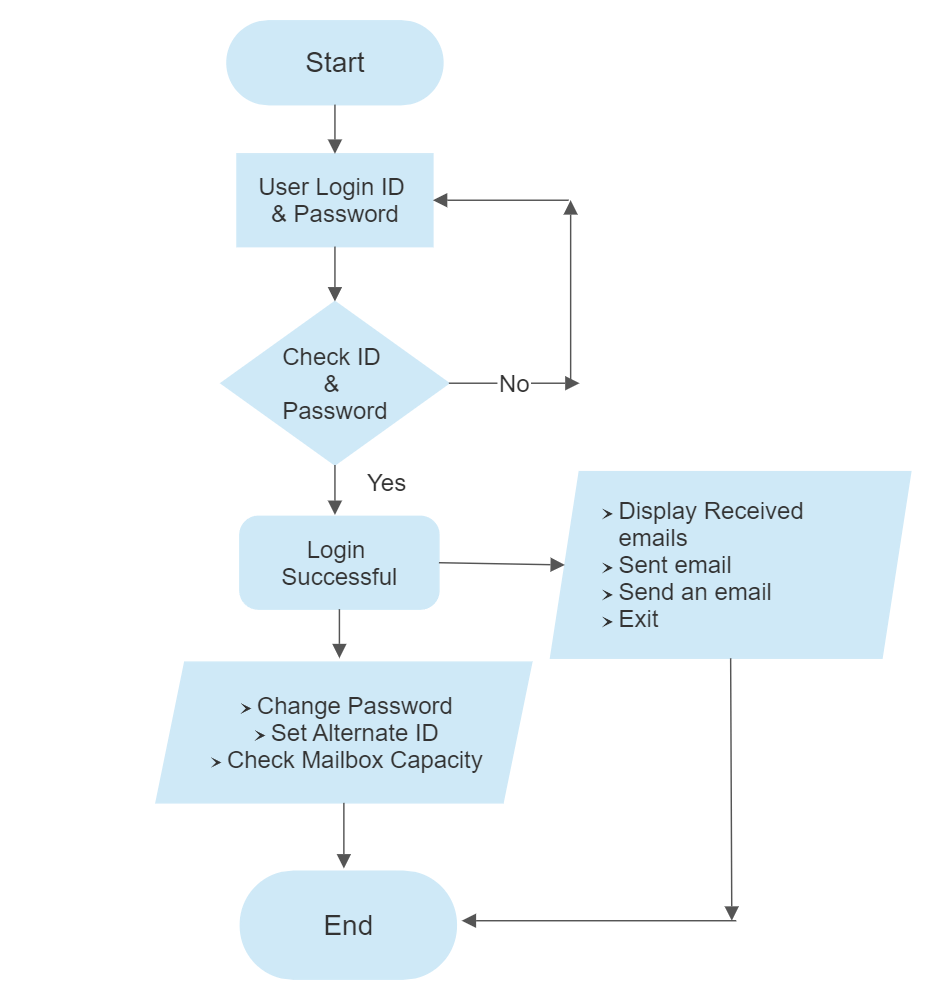 Start
User Login ID
& Password
Check ID
&
Password
No
Yes
Login
Successful
➢ Display Received
emails
➢ Sent email
➢ Send an email
➢ Exit
➢ Change Password
➢ Set Alternate ID
➢ Check Mailbox Capacity
End